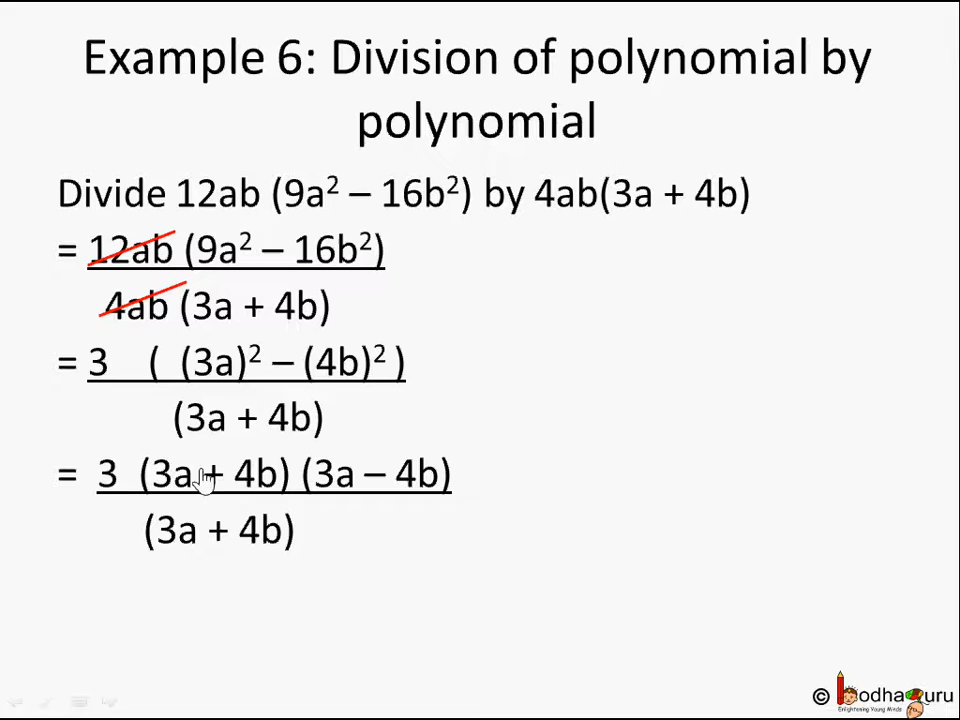 Example 6: Division of polynomial by
polynomial
Divide 12ab (9a² – 16b²) by 4ab(3a + 4b)
= 12ab (9a² – 16b²)
4ab (3a + 4b)
= 3 ( (3a)² – (4b)² )
(3a + 4b)
= 3 (3a + 4b) (3a – 4b)
(3a + 4b)
© BodhaGuru
Enlightening Young Minds